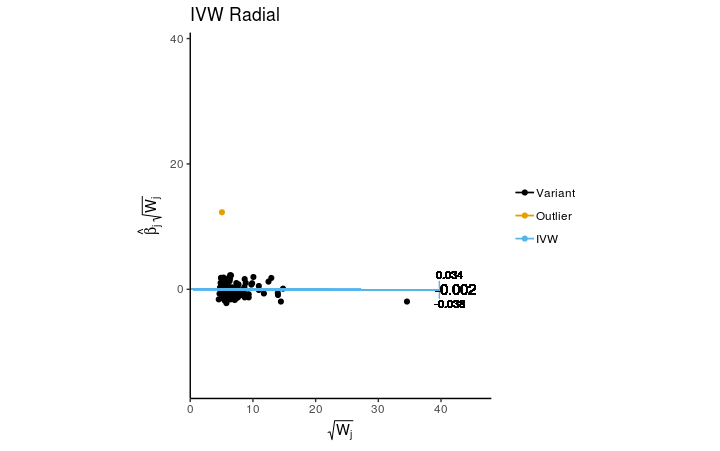 IVW Radial
40
20
0
β̂j√Wj
0.034
-0.002
-0.038
0 10 20 30 40
√Wj
Variant
Outlier
IVW